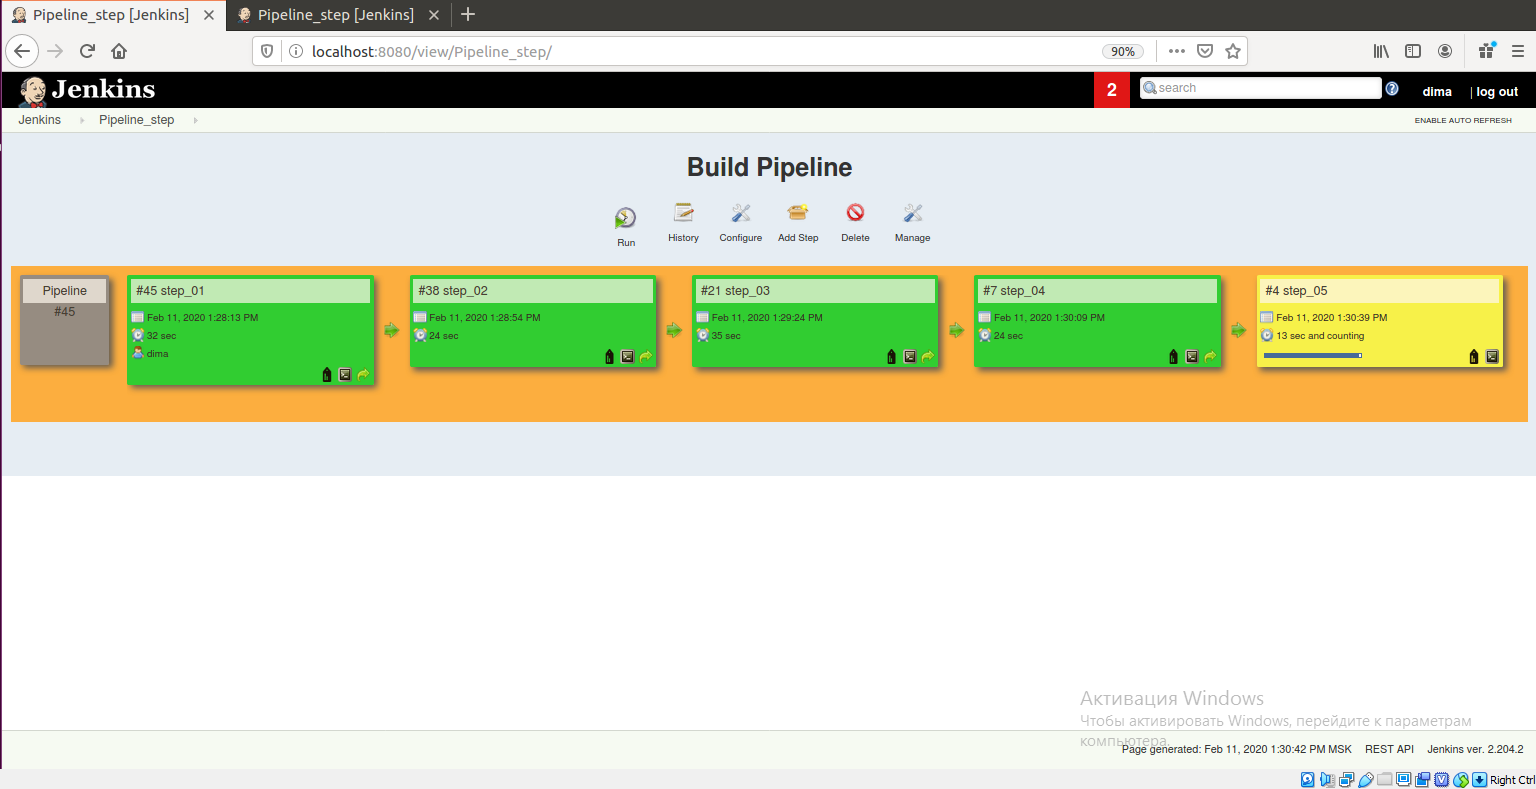 Pipeline_step [Jenkins]
Pipeline_step [Jenkins]
localhost:8080/view/Pipeline_step/
90%
Jenkins
2
search
dima
| log out
Jenkins
Pipeline_step
ENABLE AUTO REFRESH
Build Pipeline
Run
History
Configure
Add Step
Delete
Manage
Pipeline
#45
#45 step_01
Feb 11, 2020 1:28:13 PM
32 sec
dima
#38 step_02
Feb 11, 2020 1:28:54 PM
24 sec
#21 step_03
Feb 11, 2020 1:29:24 PM
35 sec
#7 step_04
Feb 11, 2020 1:30:09 PM
24 sec
#4 step_05
Feb 11, 2020 1:30:39 PM
13 sec and counting
Активация Windows
Чтобы активировать Windows, перейдите к параметрам
компьютера.
Page generated: Feb 11, 2020 1:30:42 PM MSK
REST API
Jenkins ver. 2.204.2
Right Ctrl